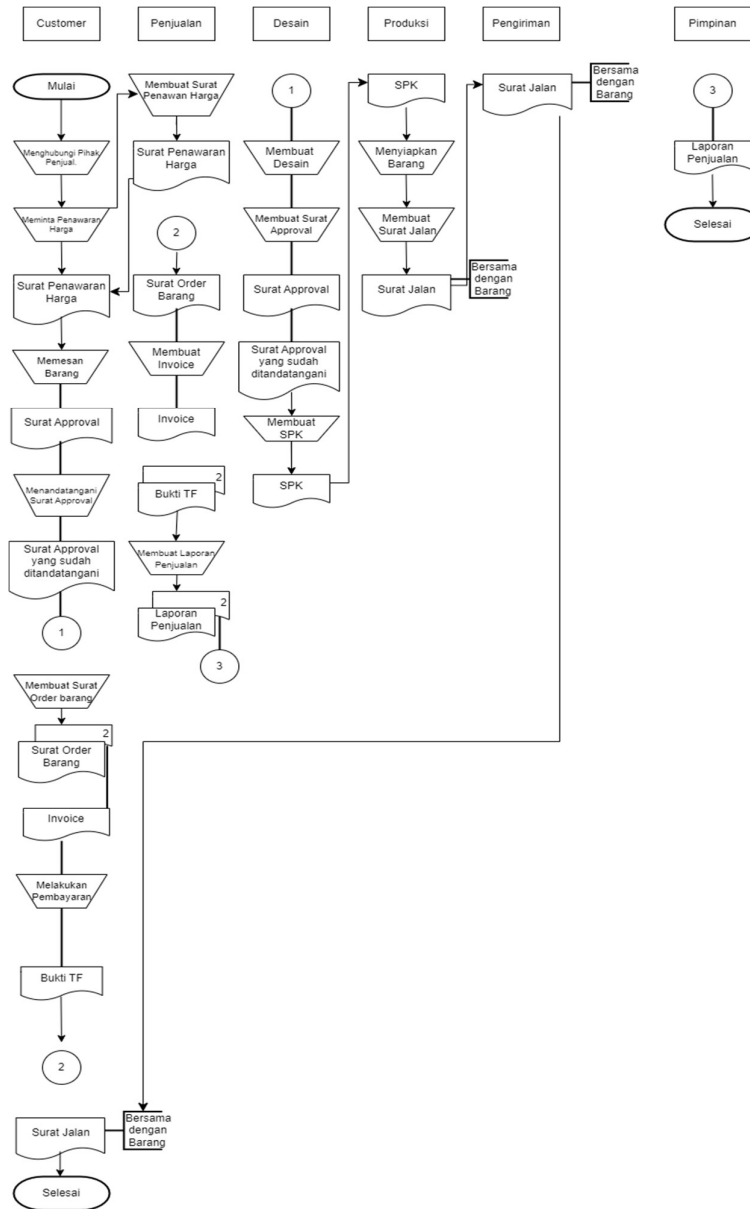 Customer
Penjualan
Desain
Produksi
Pengiriman
Pimpinan
Mulai
Menghubungi Pihak
Penjual.
Meminta Penawaran
Harga
Surat Penawaran
Harga
Memesan
Barang
Surat Approval
Menandatangani
Surat Approval
Surat Approval
yang sudah
ditandatangani
1
Membuat Surat
Order barang
2
Surat Order
Barang
Invoice
Melakukan
Pembayaran
Bukti TF
2
Surat Jalan
Bersama
dengan
Barang
Selesai
Membuat Surat
Penawan Harga
Surat Penawaran
Harga
2
Surat Order
Barang
Membuat
Invoice
Invoice
2
Bukti TF
Membuat Laporan
Penjualan
2
Laporan
Penjualan
3
1
Membuat
Desain
Membuat Surat
Approval
Surat Approval
Surat Approval
yang sudah
ditandatangani
Membuat
SPK
SPK
SPK
Menyiapkan
Barang
Membuat
Surat Jalan
Surat Jalan
Bersama
dengan
Barang
Surat Jalan
Bersama
dengan
Barang
3
Laporan
Penjualan
Selesai